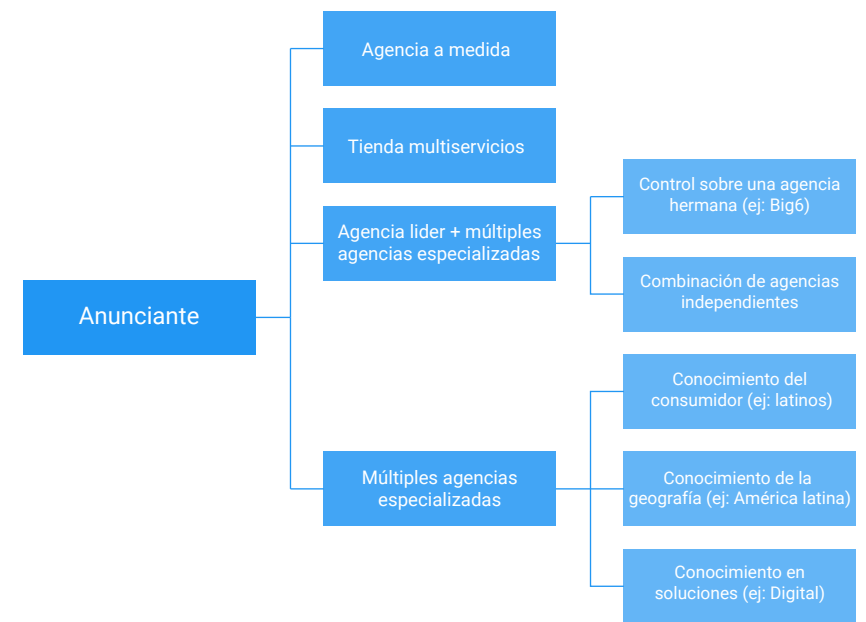 Agencia a medida
Tienda multiservicios
Control sobre una agencia
hermana (ej: Big6)
Agencia lider + múltiples
agencias especializadas
Combinación de agencias
independientes
Anunciante
Conocimiento del
consumidor (ej: latinos)
Múltiples agencias
especializadas
Conocimiento de la
geografía (ej: América latina)
Conocimiento en
soluciones (ej: Digital)